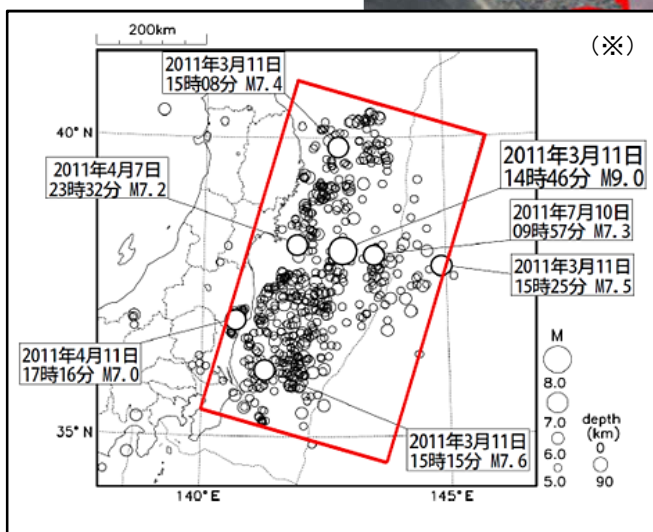 200km
（※）
2011年3月11日
15時08分 M7.4
40° N
2011年3月11日
14時46分 M9.0
2011年4月7日
23時32分 M7.2
2011年7月10日
09時57分 M7.3
2011年3月11日
15時25分 M7.5
2011年4月11日
17時16分 M7.0
M
8.0
7.0
6.0
5.0
depth
(km)
0
90
35° N
2011年3月11日
15時15分 M7.6
140°E
145°E